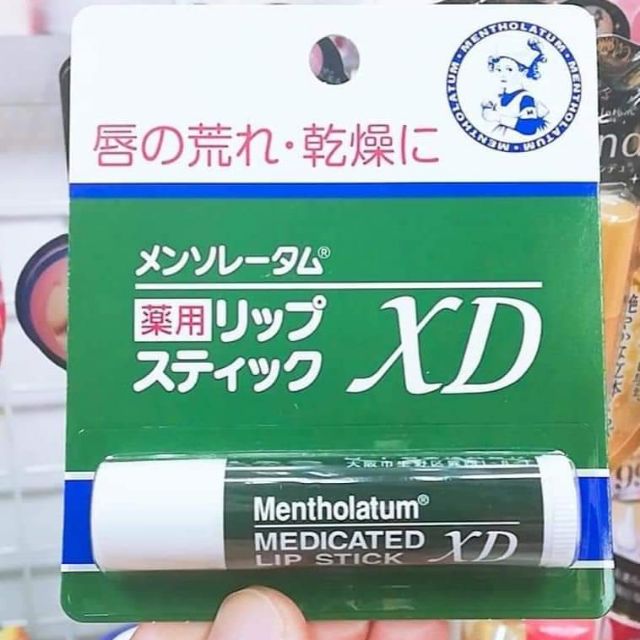 MENTHOLATUM · MENTHOLATUM · MENTHOLATUM
唇の荒れ・乾燥に
メンソレータム®
薬用リップ
スティック XD
Mentholatum®
MEDICATED
LIP STICK XD